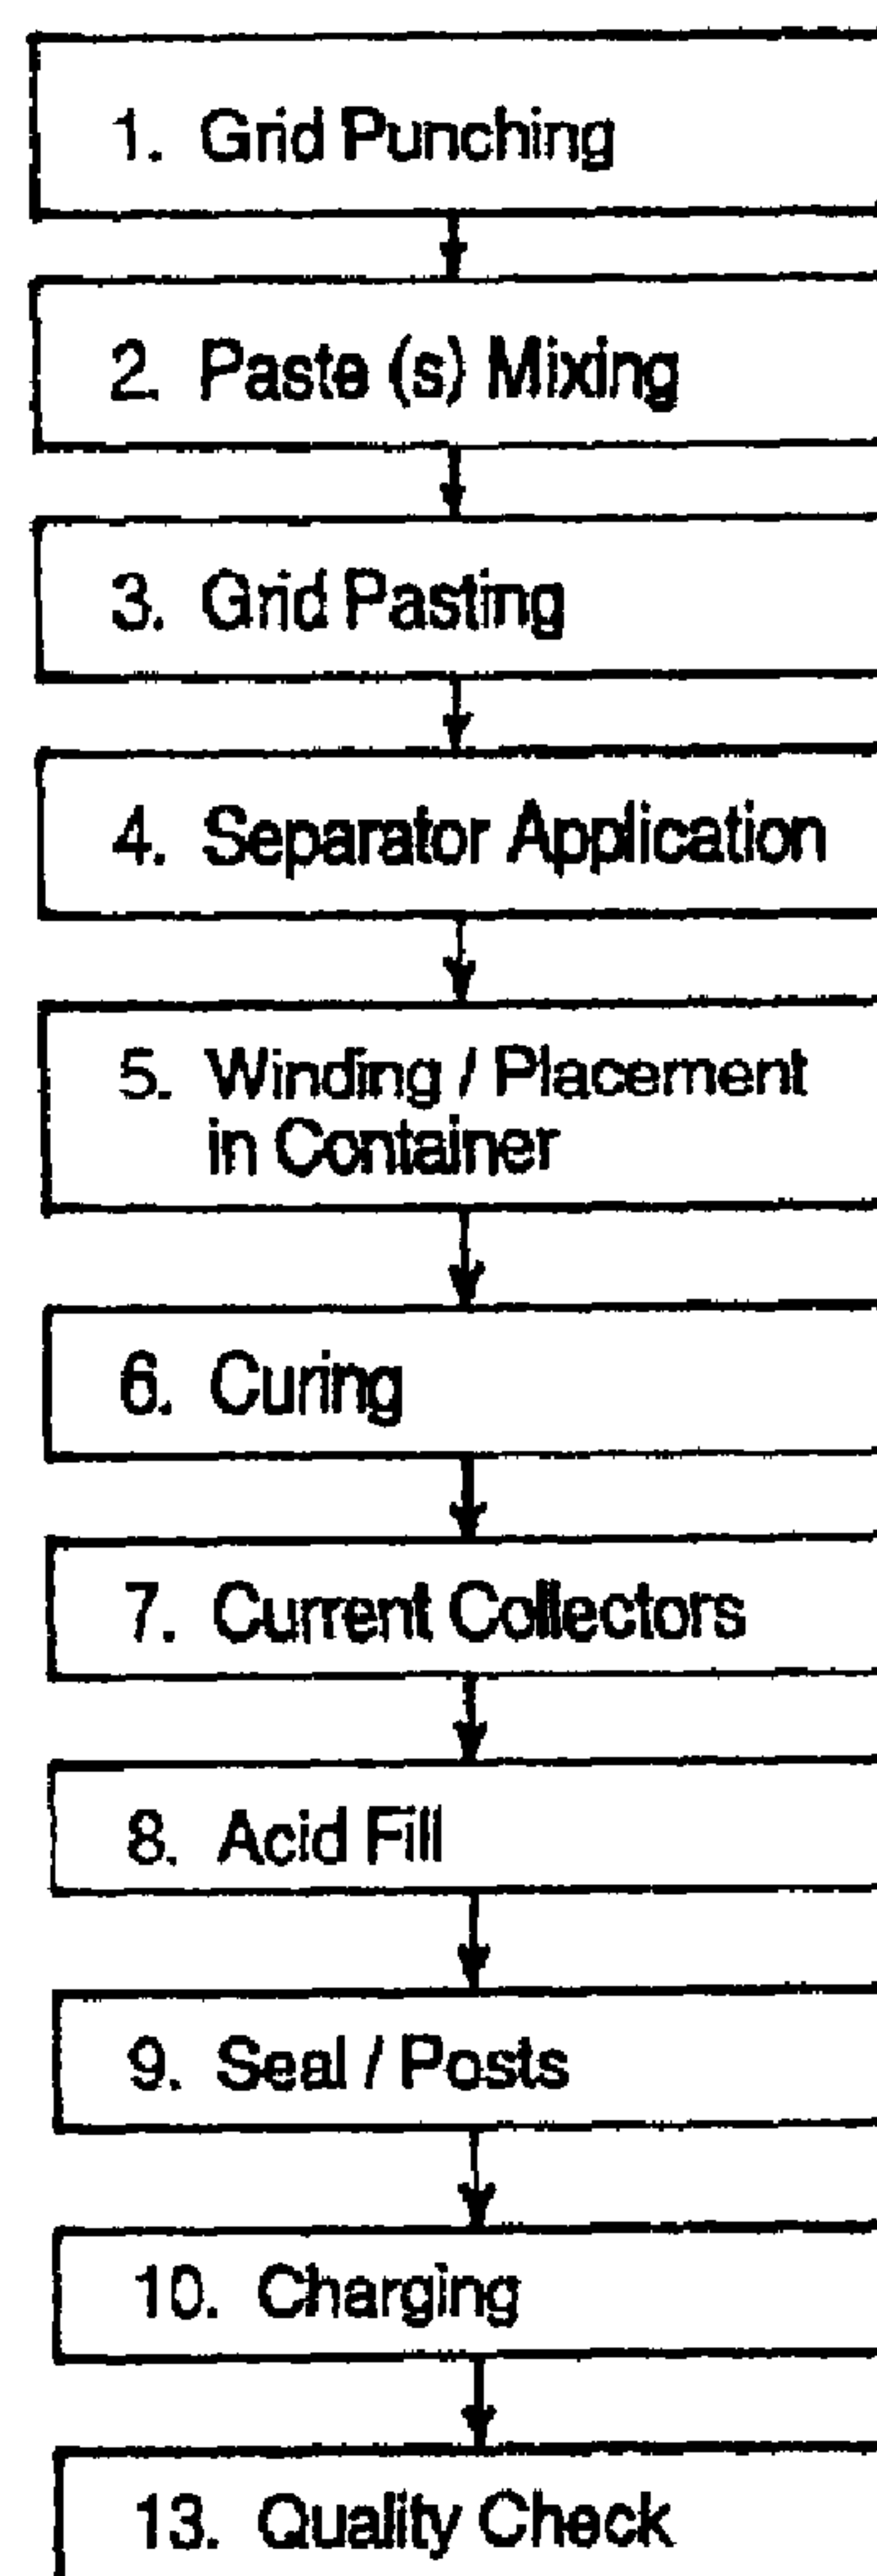 1. Grid Punching
2. Paste (s) Mixing
3. Grid Pasting
4. Separator Application
5. Winding / Placement
in Container
6. Curing
7. Current Collectors
8. Acid Fill
9. Seal / Posts
10. Charging
13. Quality Check